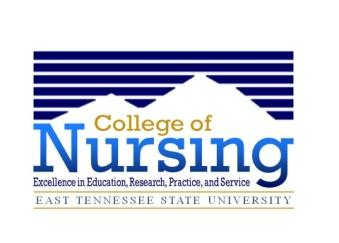 College of
Nursing
Excellence in Education, Research, Practice, and Service
EAST TENNESSEE STATE UNIVERSITY